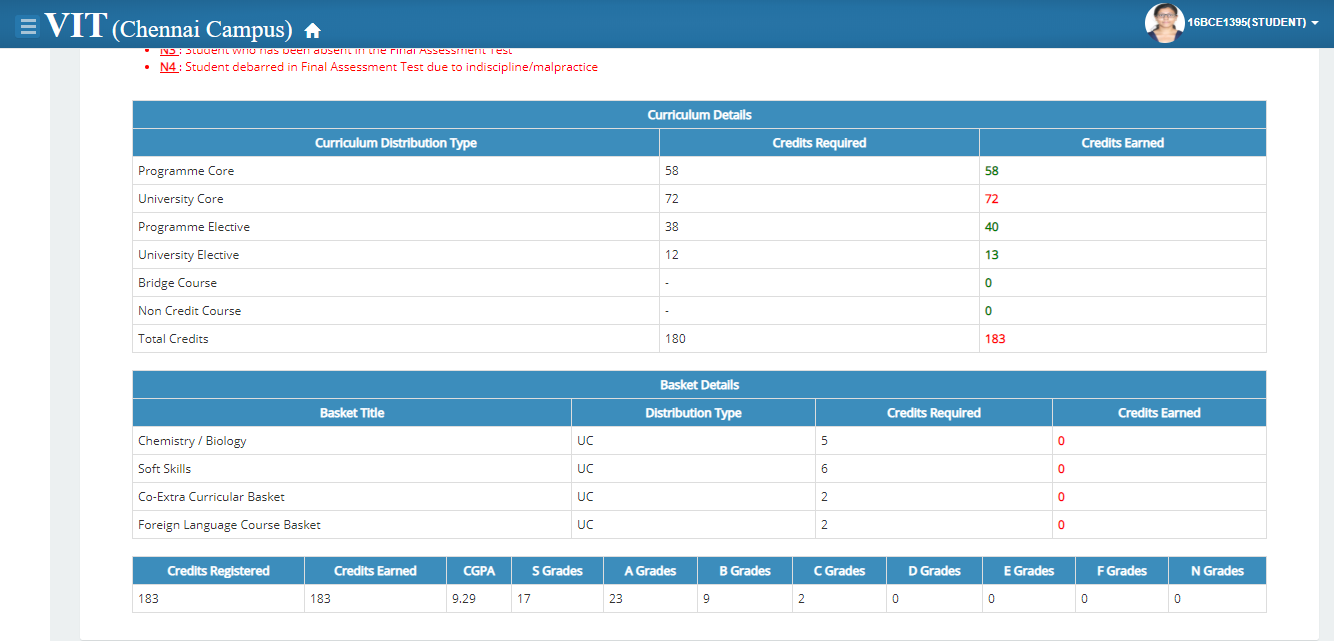 VIT (Chennai Campus)
16BCE1395(STUDENT)
N3 : Student who has been absent in the Final Assessment Test
N4 : Student debarred in Final Assessment Test due to indiscipline/malpractice
Curriculum Details
Curriculum Distribution Type Credits Required Credits Earned
Programme Core 58 58
University Core 72 72
Programme Elective 38 40
University Elective 12 13
Bridge Course - 0
Non Credit Course - 0
Total Credits 180 183
Basket Details
Basket Title Distribution Type Credits Required Credits Earned
Chemistry / Biology UC 5 0
Soft Skills UC 6 0
Co-Extra Curricular Basket UC 2 0
Foreign Language Course Basket UC 2 0
Credits Registered Credits Earned CGPA S Grades A Grades B Grades C Grades D Grades E Grades F Grades N Grades
183 183 9.29 17 23 9 2 0 0 0 0